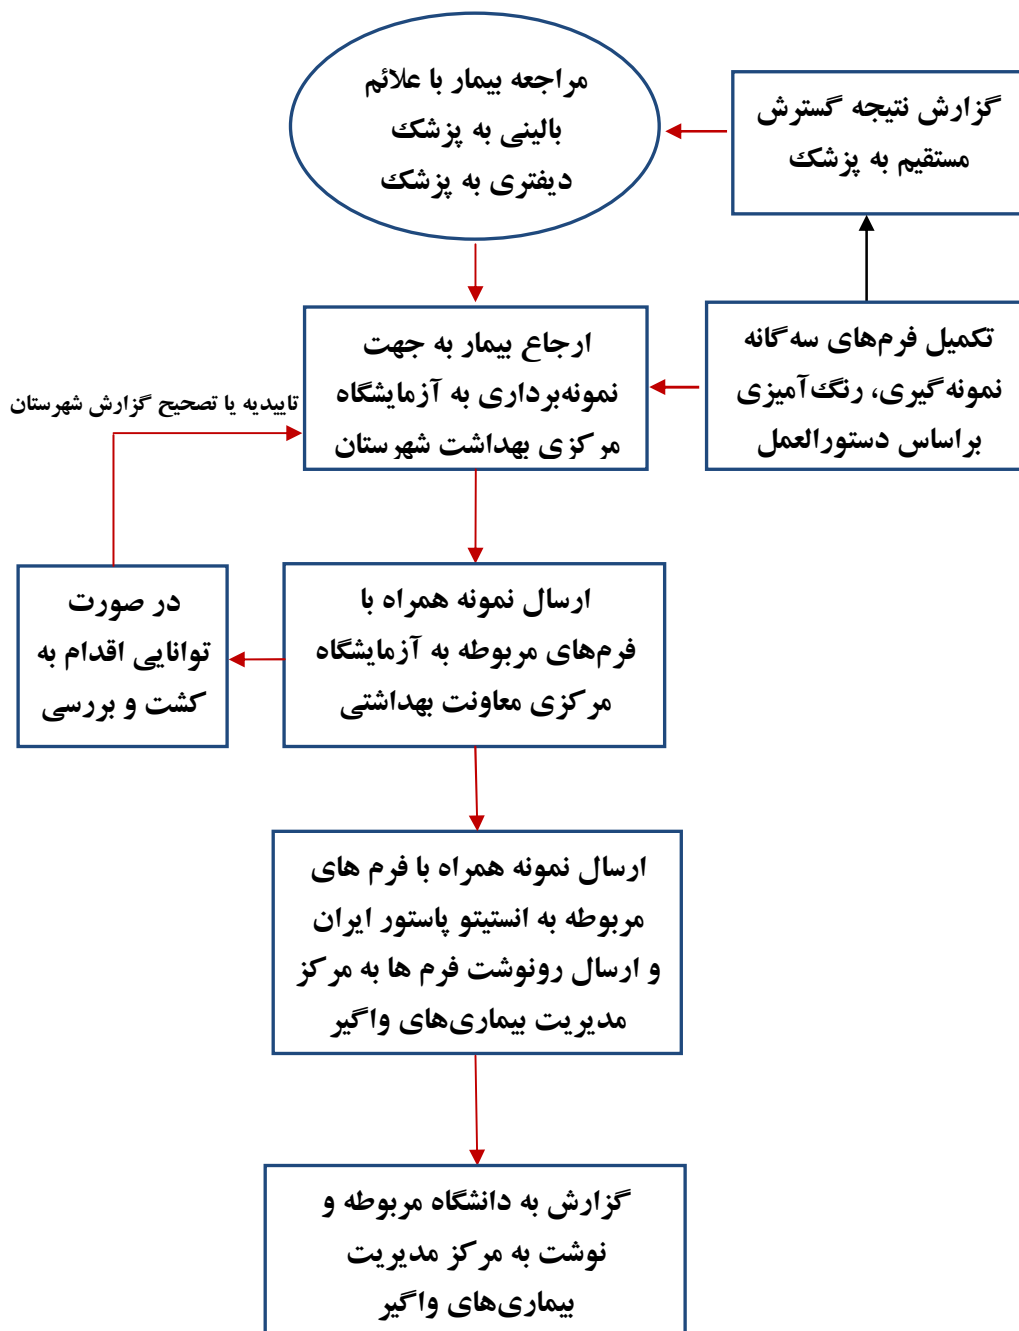 مراجعه بیمار با علائم
بالینی به پزشک
دیفتری به پزشک
گزارش نتیجه گسترش
مستقیم به پزشک
ارجاع بیمار به جهت
نمونه‌برداری به آزمایشگاه
مرکزی بهداشت شهرستان
تکمیل فرم‌های سه‌گانه
نمونه‌گیری، رنگ‌آمیزی
براساس دستورالعمل
تاییدیه یا تصحیح گزارش شهرستان
ارسال نمونه همراه با
فرم‌های مربوطه به آزمایشگاه
مرکزی معاونت بهداشتی
در صورت
توانایی اقدام به
کشت و بررسی
ارسال نمونه همراه با فرم های
مربوطه به انستیتو پاستور ایران
و ارسال رونوشت فرم ها به مرکز
مدیریت بیماری‌های واگیر
گزارش به دانشگاه مربوطه و
نوشت به مرکز مدیریت
بیماری‌های واگیر